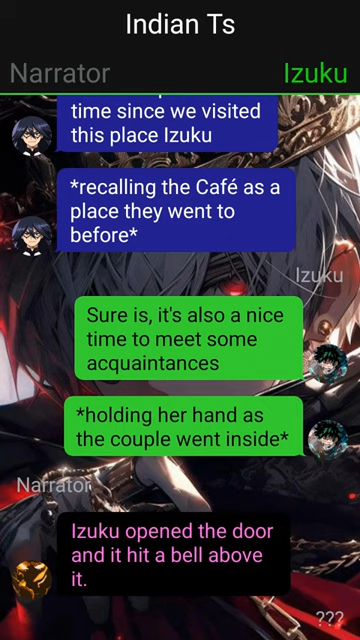 Indian Ts
Narrator
Izuku
time since we visited
this place Izuku
*recalling the Café as a
place they went to
before*
Izuku
Sure is, it's also a nice
time to meet some
acquaintances
*holding her hand as
the couple went inside*
Narrator
Izuku opened the door
and it hit a bell above
it.
???